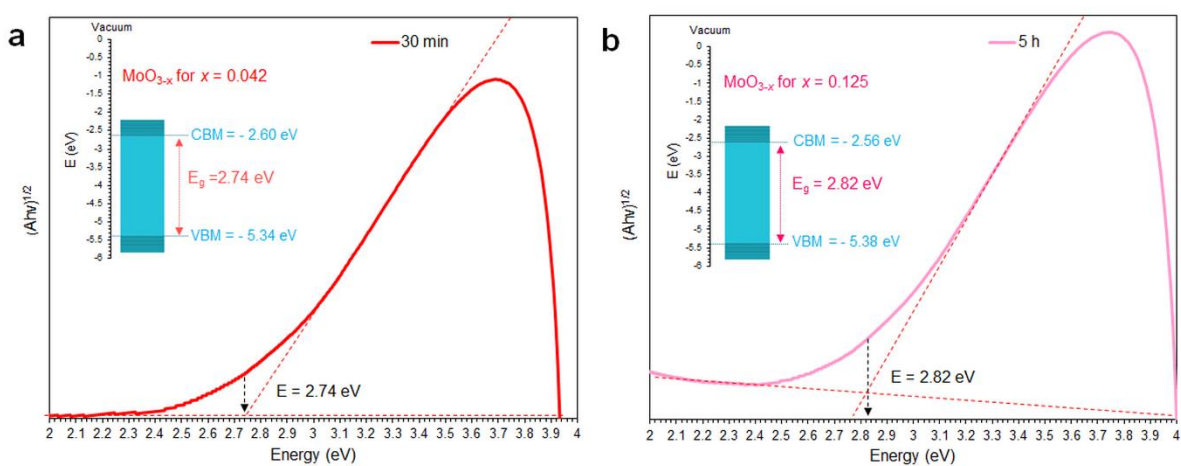 a
Vacuum
30 min
MoO3-x for x = 0.042
E (eV)
0
-0.5
-1
-1.5
-2
-2.5
-3
-3.5
-4
-4.5
-5
-5.5
-6
CBM = - 2.60 eV
Eg =2.74 eV
VBM = - 5.34 eV
(Ahν)1/2
E = 2.74 eV
2 2.1 2.2 2.3 2.4 2.5 2.6 2.7 2.8 2.9 3 3.1 3.2 3.3 3.4 3.5 3.6 3.7 3.8 3.9 4
Energy (eV)
b
Vacuum
5 h
MoO3-x for x = 0.125
E (eV)
0
-0.5
-1
-1.5
-2
-2.5
-3
-3.5
-4
-4.5
-5
-5.5
-6
CBM = - 2.56 eV
Eg = 2.82 eV
VBM = - 5.38 eV
(Ahν)1/2
E = 2.82 eV
2 2.1 2.2 2.3 2.4 2.5 2.6 2.7 2.8 2.9 3 3.1 3.2 3.3 3.4 3.5 3.6 3.7 3.8 3.9 4
Energy (eV)